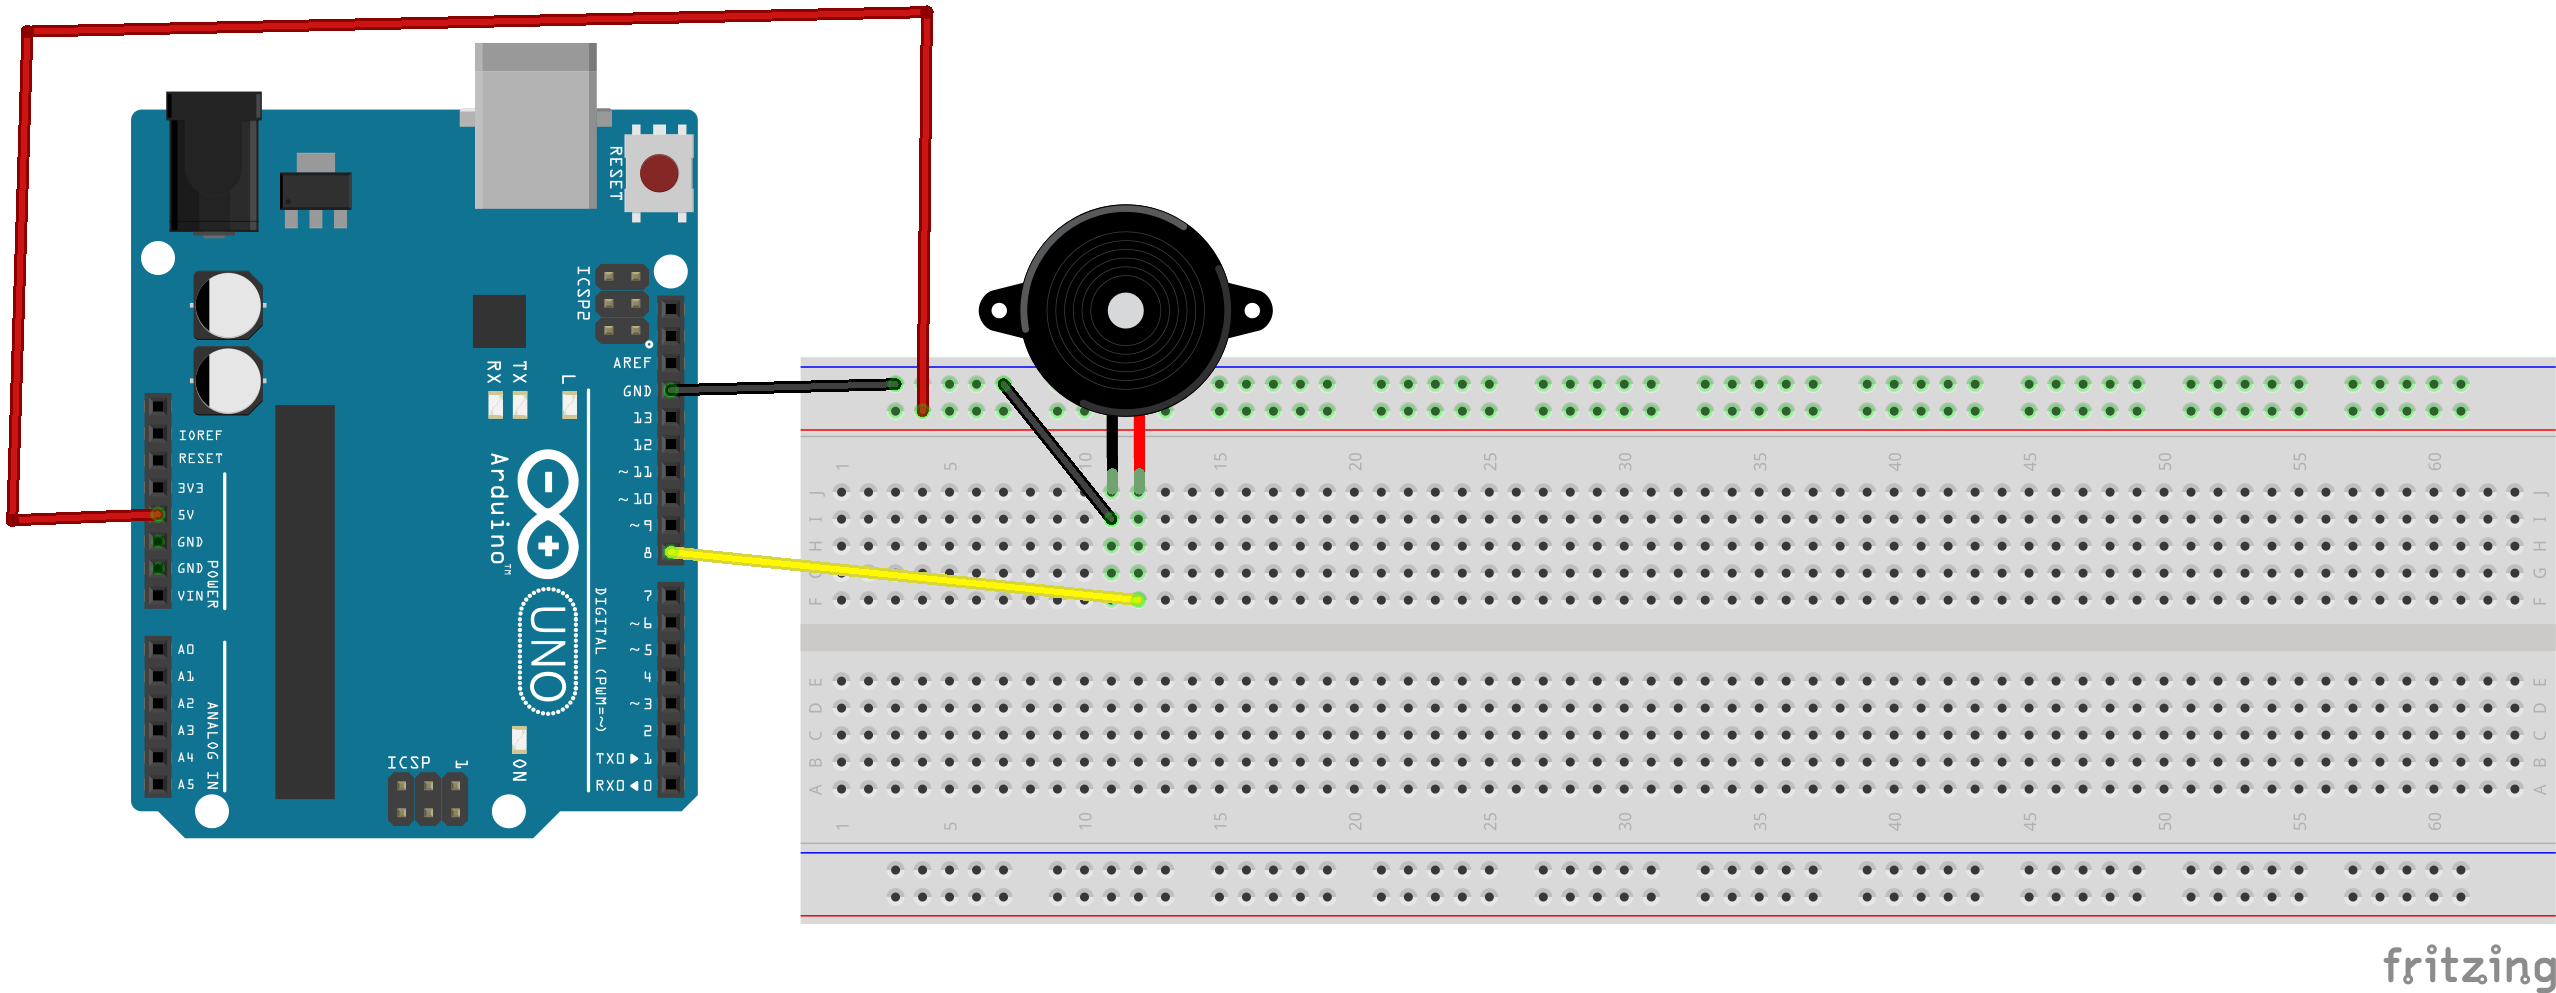 RESET
ICSP2
AREF
GND
13
12
~11
~10
~9
8
7
~6
~5
4
~3
2
TX0▶1
RX0◀0
DIGITAL (PWM=~)
RX
TX
L
Arduino™
UNO
IOREF
RESET
3V3
5V
GND
GND
VIN
POWER
A0
A1
A2
A3
A4
A5
ANALOG IN
ICSP
1
ON
1 5 10 15 20 25 30 35 40 45 50 55 60
J J
I I
H H
G G
F F
E E
D D
C C
B B
A A
1 5 10 15 20 25 30 35 40 45 50 55 60
fritzing